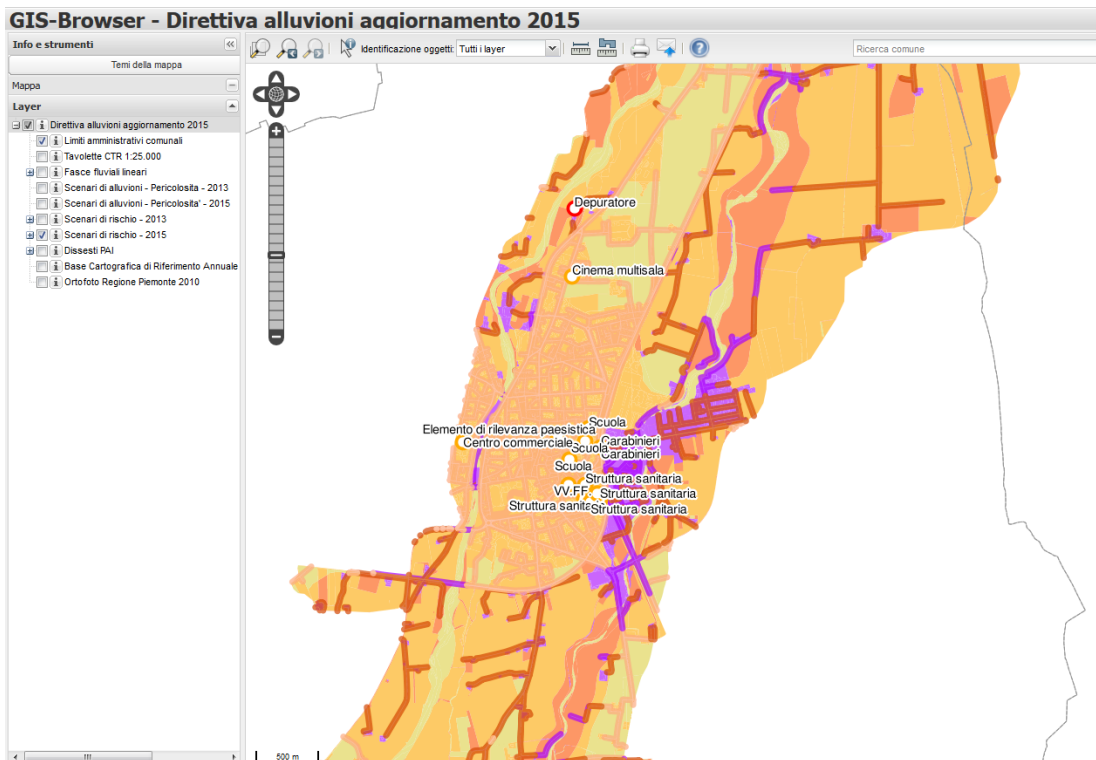 GIS-Browser - Direttiva alluvioni aggiornamento 2015
Info e strumenti
Identificazione oggetti:
Tutti i layer
Ricerca comune
Temi della mappa
Mappa
Layer
Direttiva alluvioni aggiornamento 2015
Limiti amministrativi comunali
Tavolette CTR 1:25.000
Fasce fluviali lineari
Scenari di alluvioni - Pericolosita - 2013
Scenari di alluvioni - Pericolosita' - 2015
Scenari di rischio - 2013
Scenari di rischio - 2015
Dissesti PAI
Base Cartografica di Riferimento Annuale
Ortofoto Regione Piemonte 2010
Depuratore
Cinema multisala
Scuola
Elemento di rilevanza paesistica
Centro commerciale
Scuola
Carabinieri
Carabinieri
Scuola
Struttura sanitaria
VV.FF.
Struttura sanitaria
Struttura sanita
Struttura sanitaria
500 m